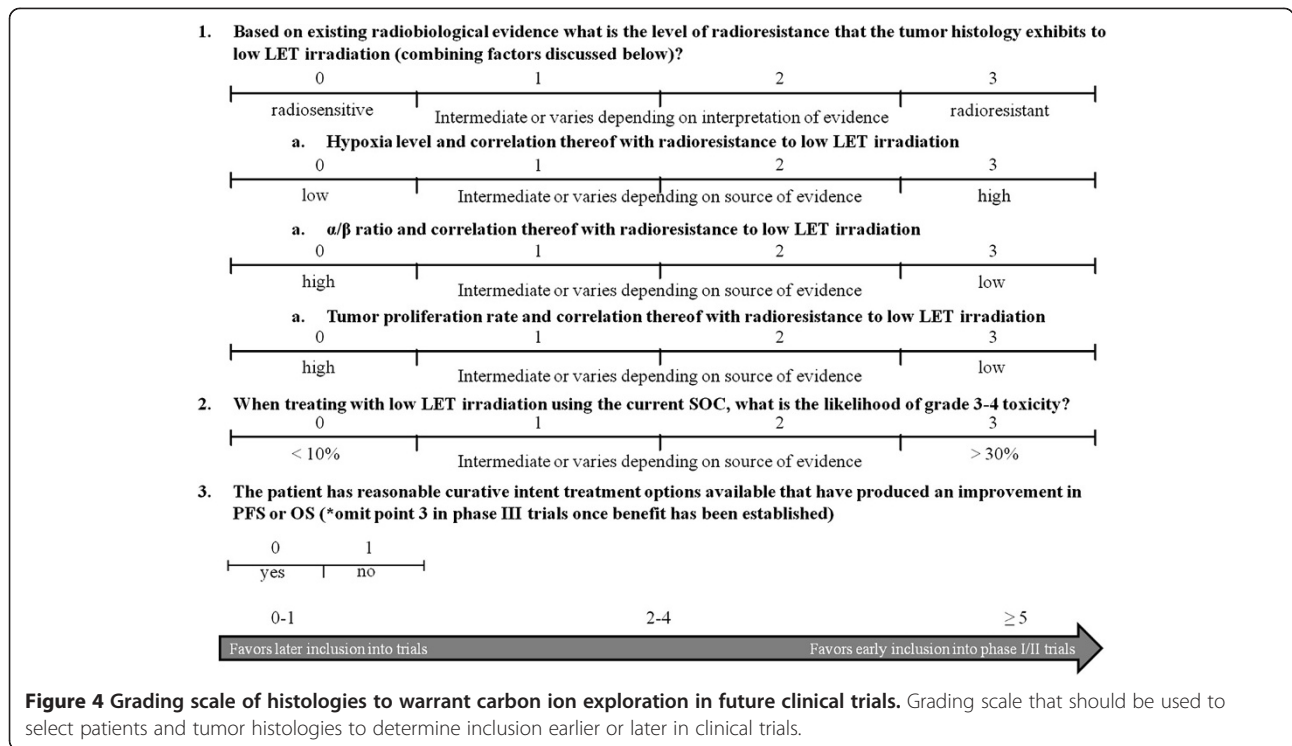 1. Based on existing radiobiological evidence what is the level of radioresistance that the tumor histology exhibits to
low LET irradiation (combining factors discussed below)?
0 1 2 3
radiosensitive Intermediate or varies depending on interpretation of evidence radioresistant
a. Hypoxia level and correlation thereof with radioresistance to low LET irradiation
0 1 2 3
low Intermediate or varies depending on source of evidence high
a. α/β ratio and correlation thereof with radioresistance to low LET irradiation
0 1 2 3
high Intermediate or varies depending on source of evidence low
a. Tumor proliferation rate and correlation thereof with radioresistance to low LET irradiation
0 1 2 3
high Intermediate or varies depending on source of evidence low
2. When treating with low LET irradiation using the current SOC, what is the likelihood of grade 3-4 toxicity?
0 1 2 3
< 10% Intermediate or varies depending on source of evidence > 30%
3. The patient has reasonable curative intent treatment options available that have produced an improvement in
PFS or OS (*omit point 3 in phase III trials once benefit has been established)
0 1
yes no
0-1 2-4 ≥5
Favors later inclusion into trials Favors early inclusion into phase I/II trials
Figure 4 Grading scale of histologies to warrant carbon ion exploration in future clinical trials. Grading scale that should be used to
select patients and tumor histologies to determine inclusion earlier or later in clinical trials.